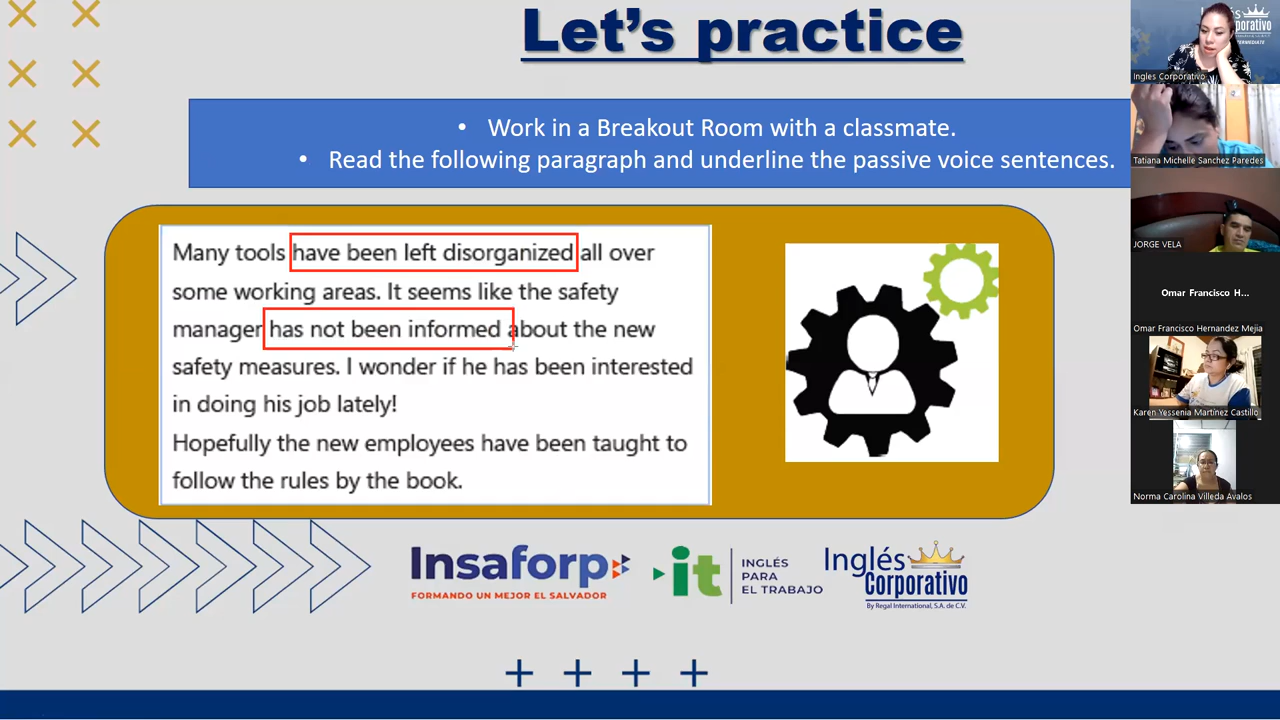 Let's practice
• Work in a Breakout Room with a classmate.
• Read the following paragraph and underline the passive voice sentences.
Many tools have been left disorganized all over
some working areas. It seems like the safety
manager has not been informed about the new
safety measures. I wonder if he has been interested
in doing his job lately!
Hopefully the new employees have been taught to
follow the rules by the book.
Insaforp
FORMANDO UN MEJOR EL SALVADOR
it
INGLÉS
PARA
EL TRABAJO
Inglés
Corporativo
By Regal International, S.A. de C.V.
Ingles Corporativo
Tatiana Michelle Sanchez Paredes
JORGE VELA
Omar Francisco H...
Omar Francisco Hernandez Mejia
Karen Yessenia Martínez Castillo
Norma Carolina Villeda Avalos